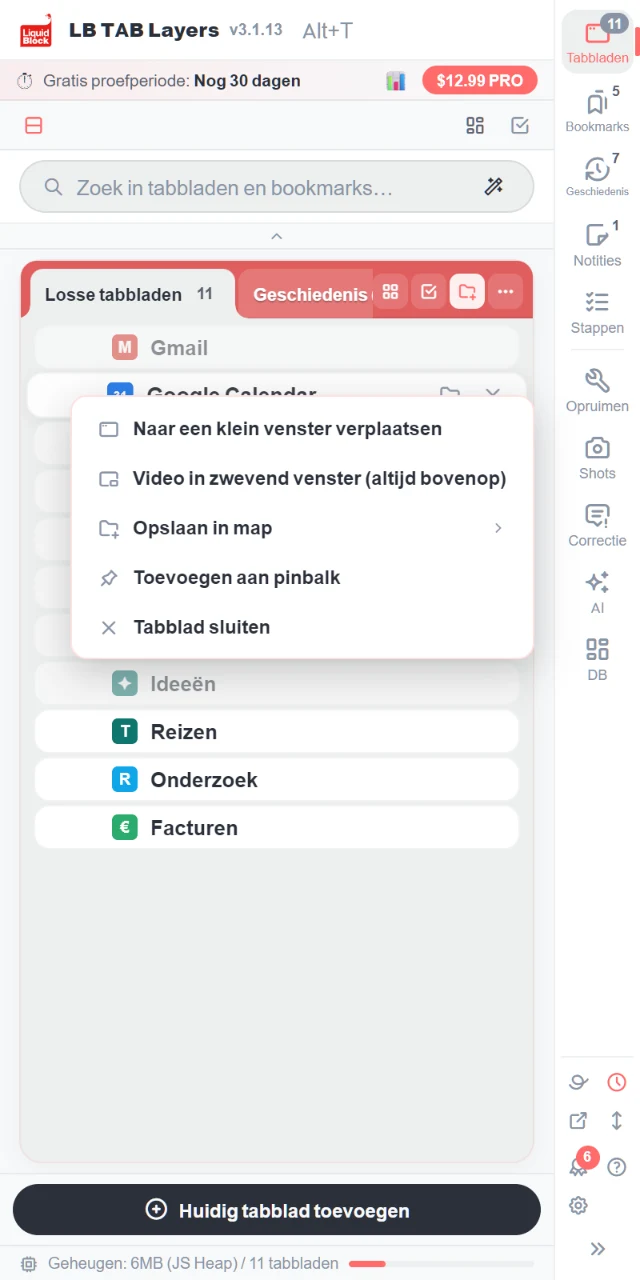 Liquid Block
LB TAB Layers v3.1.13 Alt+T
Gratis proefperiode: Nog 30 dagen
$12.99 PRO
Zoek in tabbladen en bookmarks…
Losse tabbladen 11
Geschiedenis
M Gmail
Google Calendar
Naar een klein venster verplaatsen
Video in zwevend venster (altijd bovenop)
Opslaan in map
Toevoegen aan pinbalk
Tabblad sluiten
Ideeën
T Reizen
R Onderzoek
€ Facturen
Huidig tabblad toevoegen
Geheugen: 6MB (JS Heap) / 11 tabbladen
11
Tabbladen
5
Bookmarks
7
Geschiedenis
1
Notities
Stappen
Opruimen
Shots
Correctie
AI
DB
6